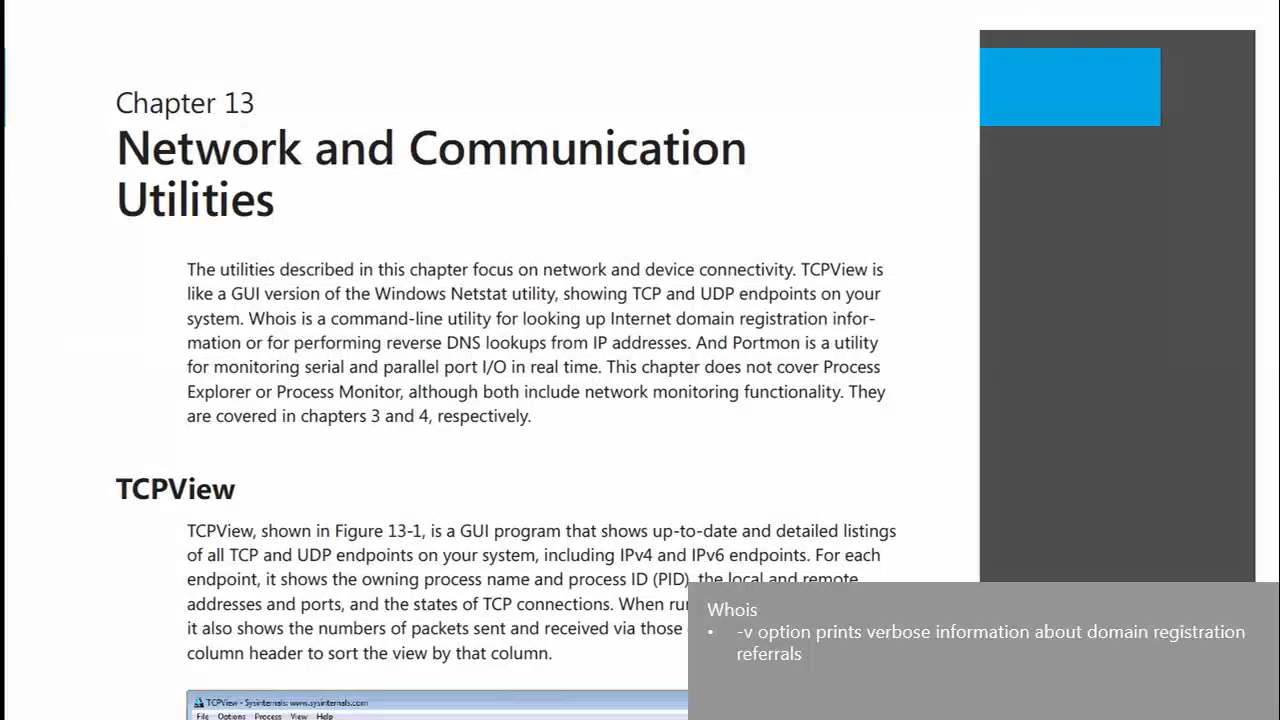 Chapter 13
Network and Communication
Utilities
The utilities described in this chapter focus on network and device connectivity. TCPView is
like a GUI version of the Windows Netstat utility, showing TCP and UDP endpoints on your
system. Whois is a command-line utility for looking up Internet domain registration infor-
mation or for performing reverse DNS lookups from IP addresses. And Portmon is a utility
for monitoring serial and parallel port I/O in real time. This chapter does not cover Process
Explorer or Process Monitor, although both include network monitoring functionality. They
are covered in chapters 3 and 4, respectively.
TCPView
TCPView, shown in Figure 13-1, is a GUI program that shows up-to-date and detailed listings
of all TCP and UDP endpoints on your system, including IPv4 and IPv6 endpoints. For each
endpoint, it shows the owning process name and process ID (PID), the local and remote
addresses and ports, and the states of TCP connections. When
it also shows the numbers of packets sent and received via those
column header to sort the view by that column.
TCPView - Sysinternals: www.sysinternals.com
File Options Process View Help
Whois
• -v option prints verbose information about domain registration
referrals